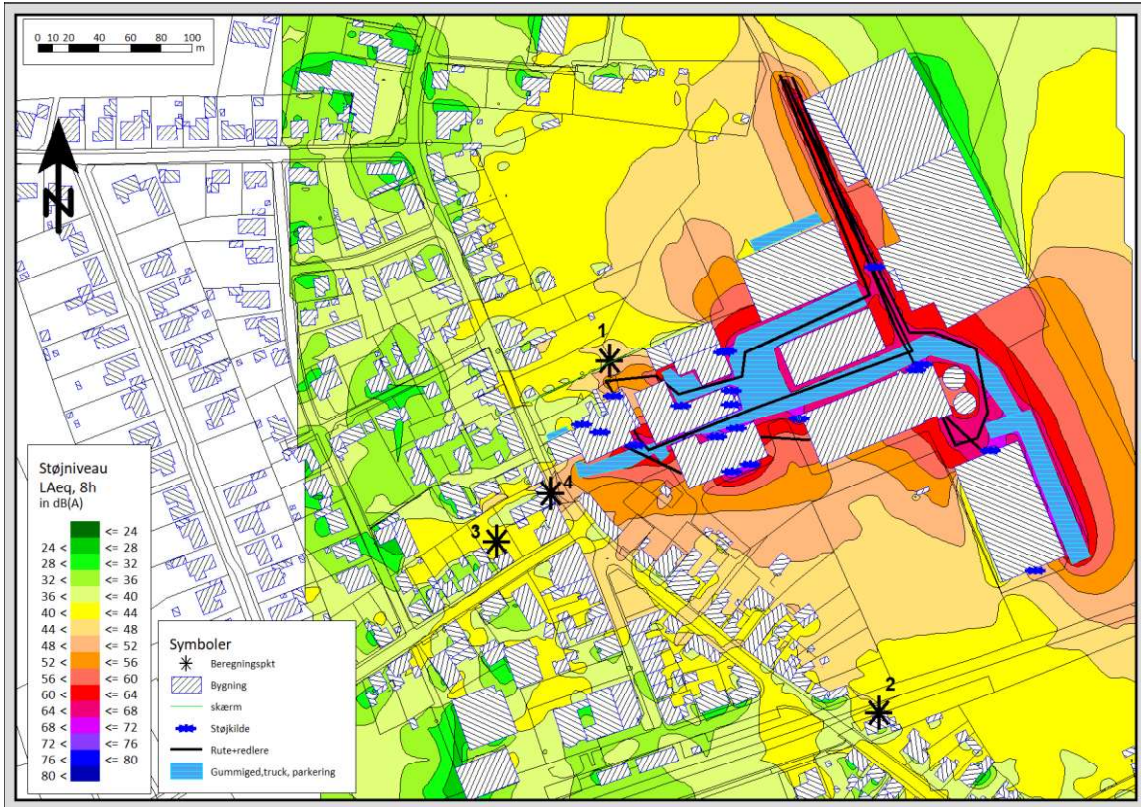 0 10 20 40 60 80 100
m
N
1
4
3
2
Støjniveau
LAeq, 8h
in dB(A)
<= 24
24 < <= 28
28 < <= 32
32 < <= 36
36 < <= 40
40 < <= 44
44 < <= 48
48 < <= 52
52 < <= 56
56 < <= 60
60 < <= 64
64 < <= 68
68 < <= 72
72 < <= 76
76 < <= 80
80 <
Symboler
Beregningspkt
Bygning
skærm
Støjkilde
Rute+redlere
Gummiged,truck, parkering